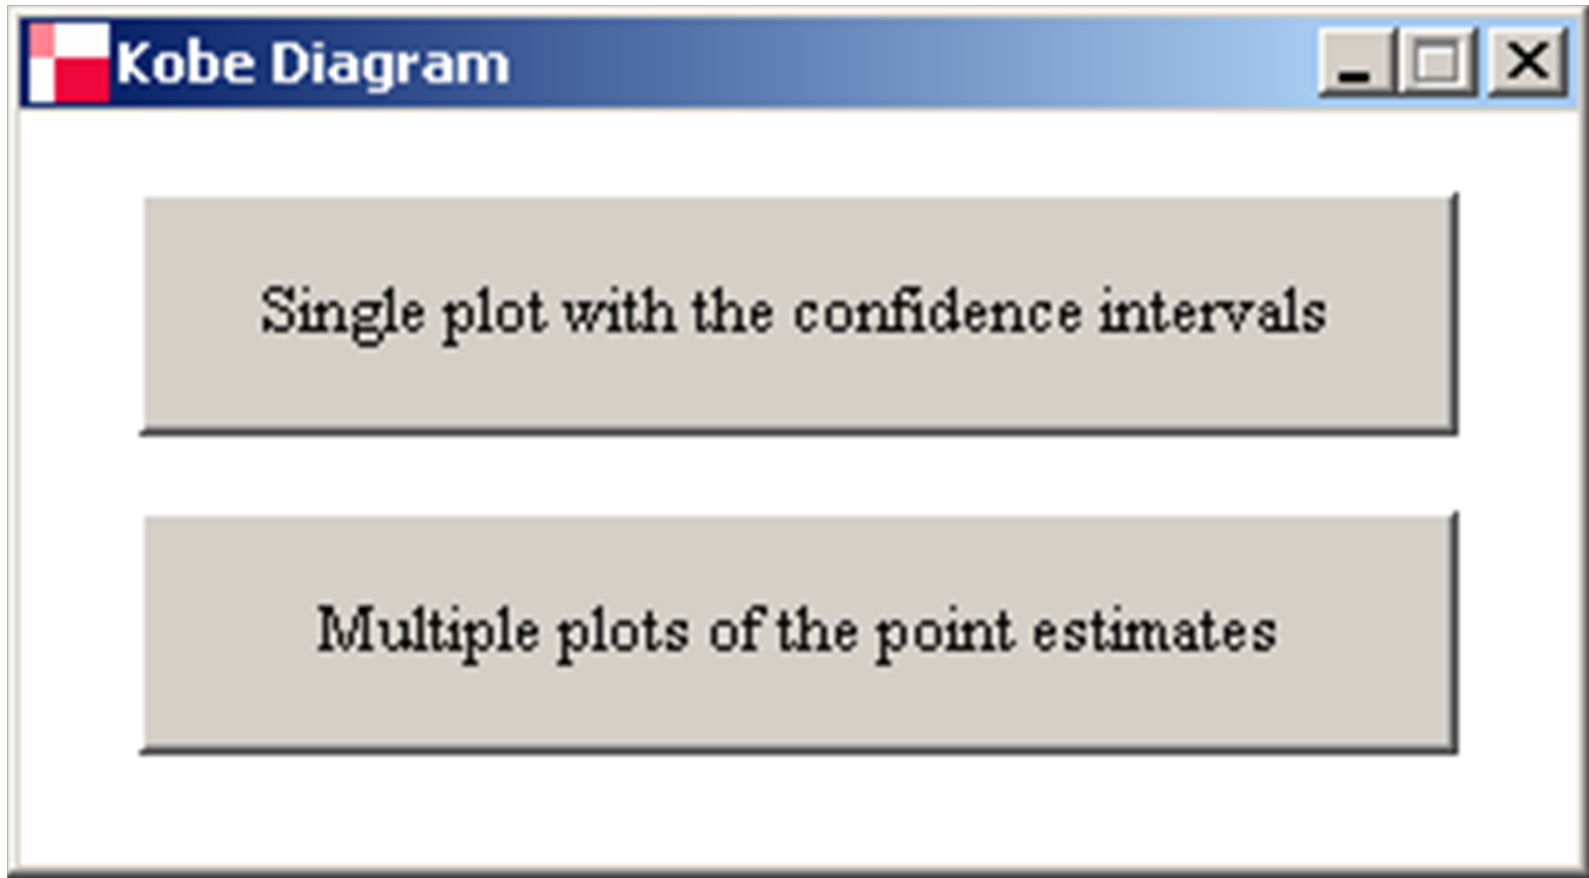 Kobe Diagram
Single plot with the confidence intervals
Multiple plots of the point estimates